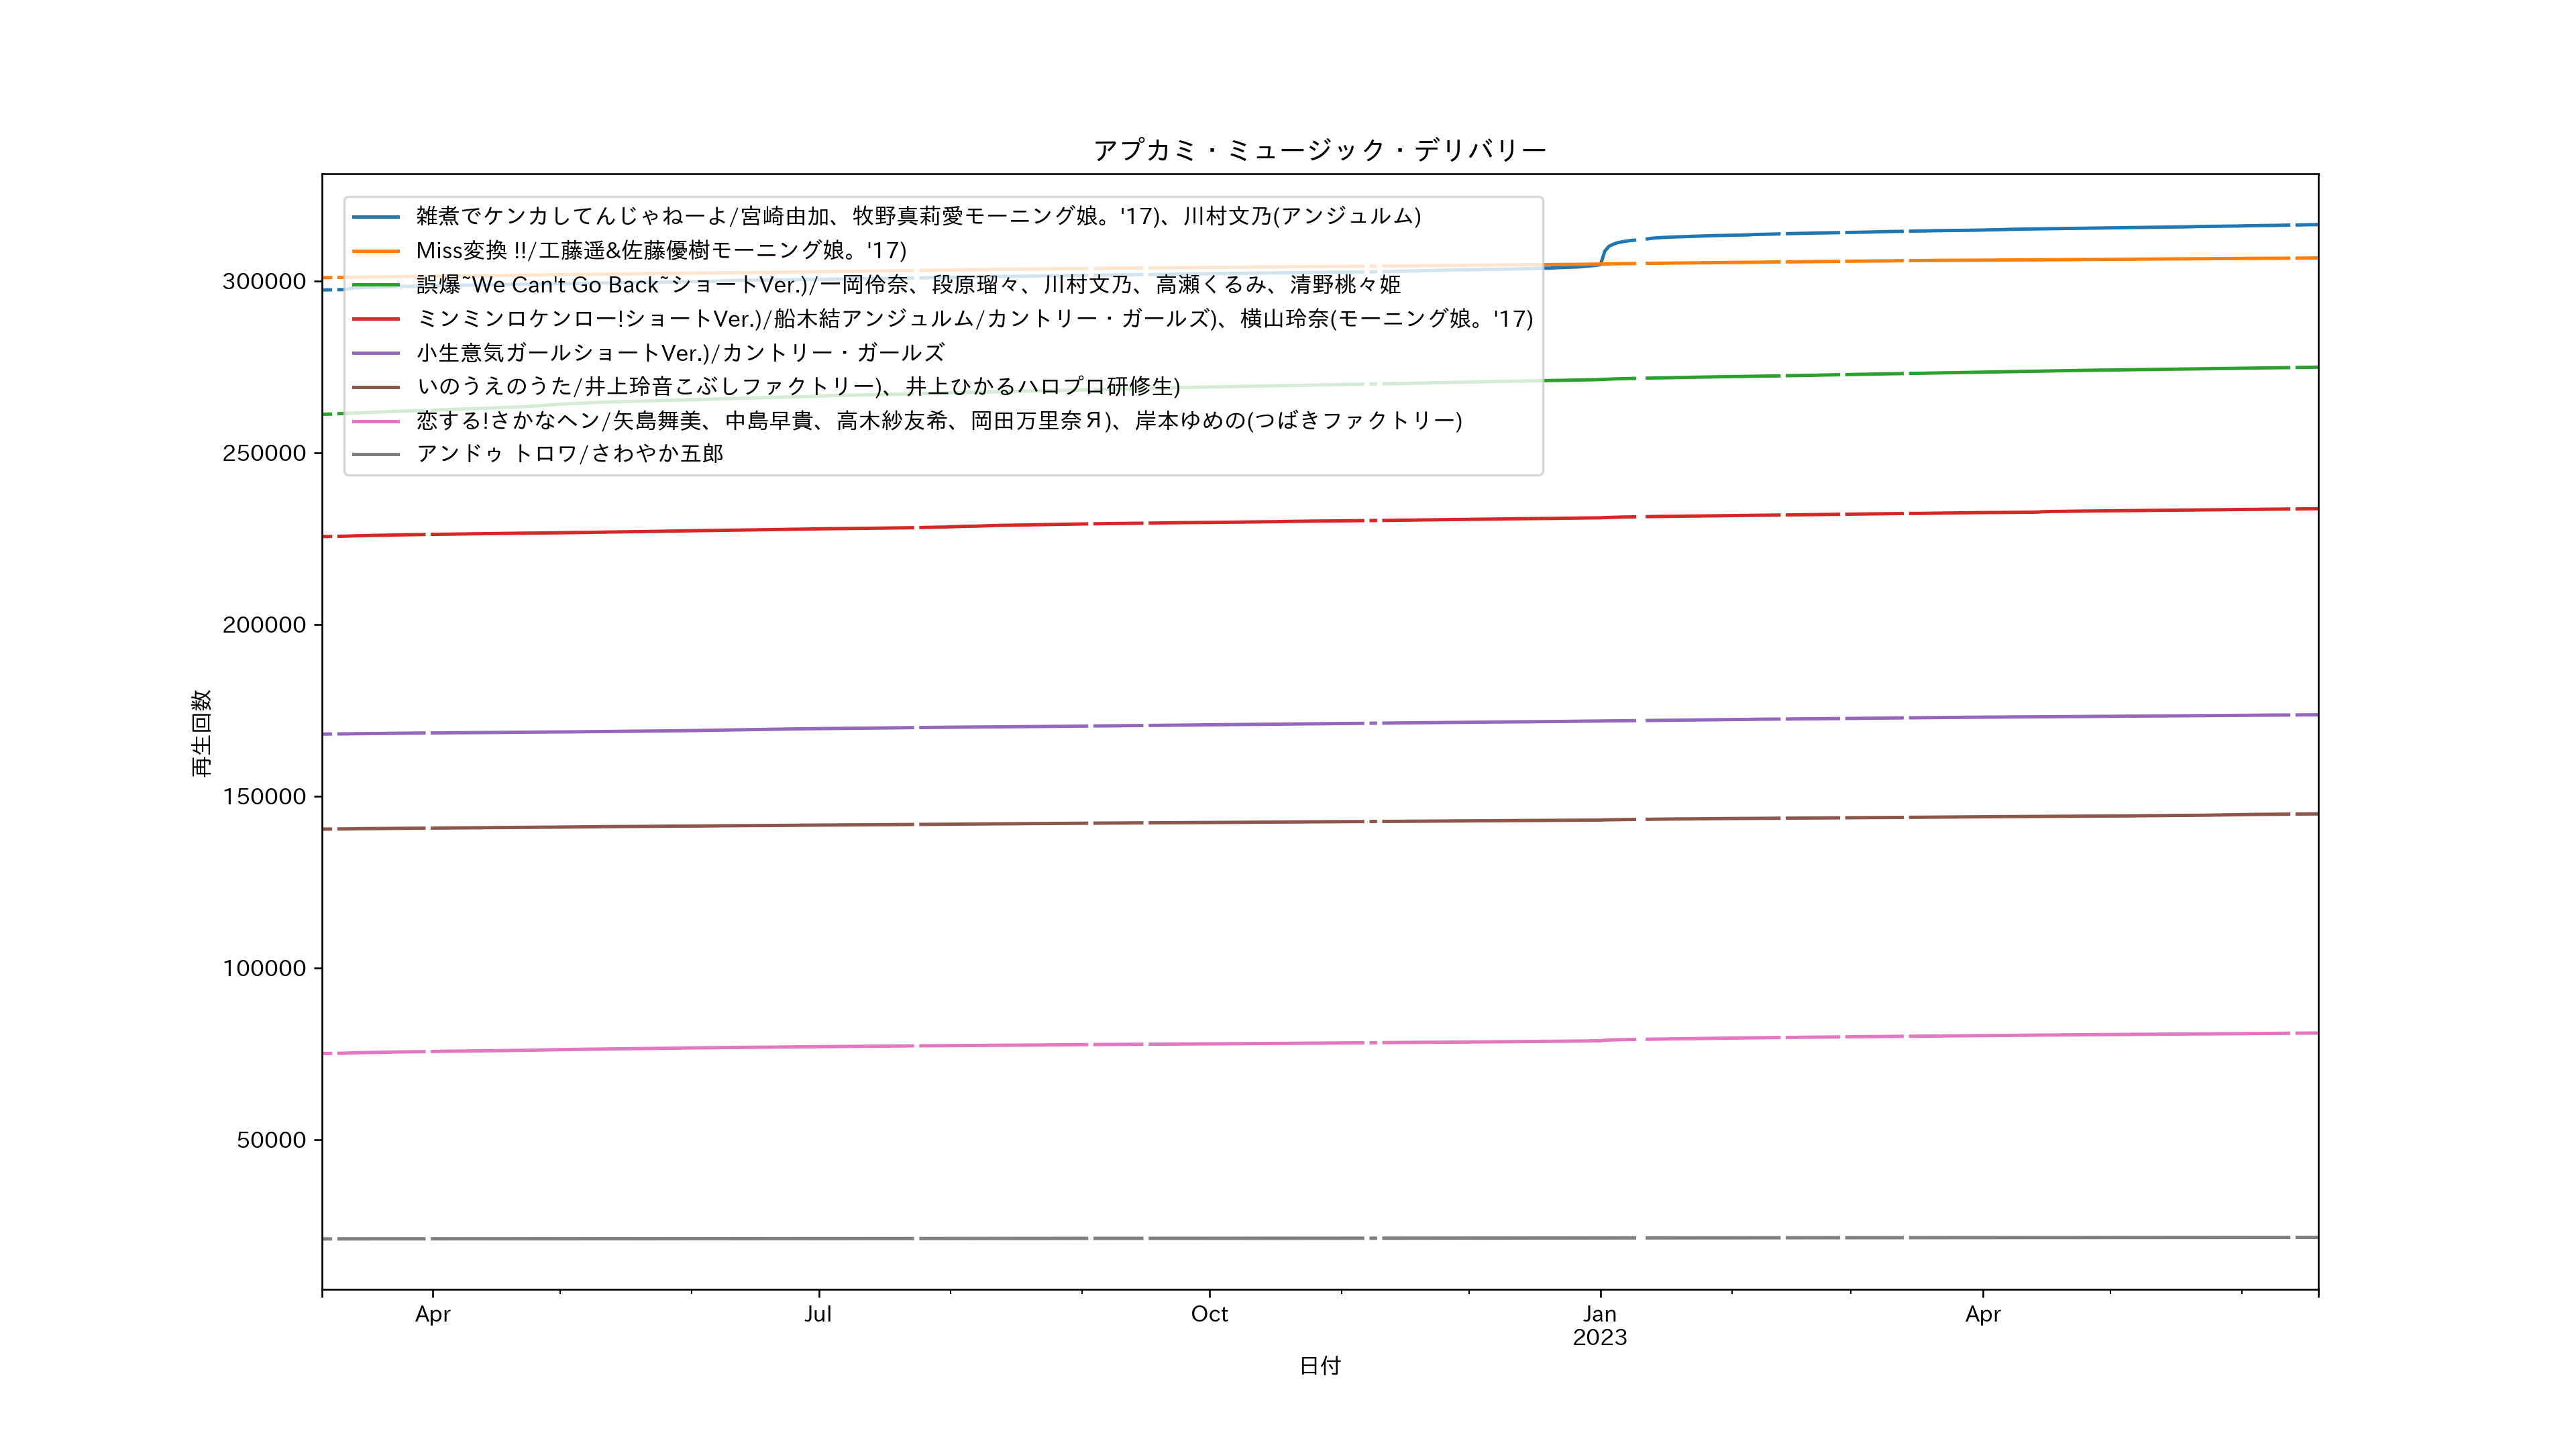 アプカミ・ミュージック・デリバリー
雑煮でケンカしてんじゃねーよ/宮崎由加、牧野真莉愛モーニング娘。'17)、川村文乃(アンジュルム)
Miss変換 !!/工藤遥&佐藤優樹モーニング娘。'17)
誤爆~We Can't Go Back~ショートVer.)/一岡伶奈、段原瑠々、川村文乃、高瀬くるみ、清野桃々姫
ミンミンロケンロー!ショートVer.)/船木結アンジュルム/カントリー・ガールズ)、横山玲奈(モーニング娘。'17)
小生意気ガールショートVer.)/カントリー・ガールズ
いのうえのうた/井上玲音こぶしファクトリー)、井上ひかるハロプロ研修生)
恋する!さかなヘン/矢島舞美、中島早貴、高木紗友希、岡田万里奈Я)、岸本ゆめの(つばきファクトリー)
アンドゥ トロワ/さわやか五郎
300000
250000
200000
150000
100000
50000
再生回数
Apr
Jul
Oct
Jan
2023
Apr
日付